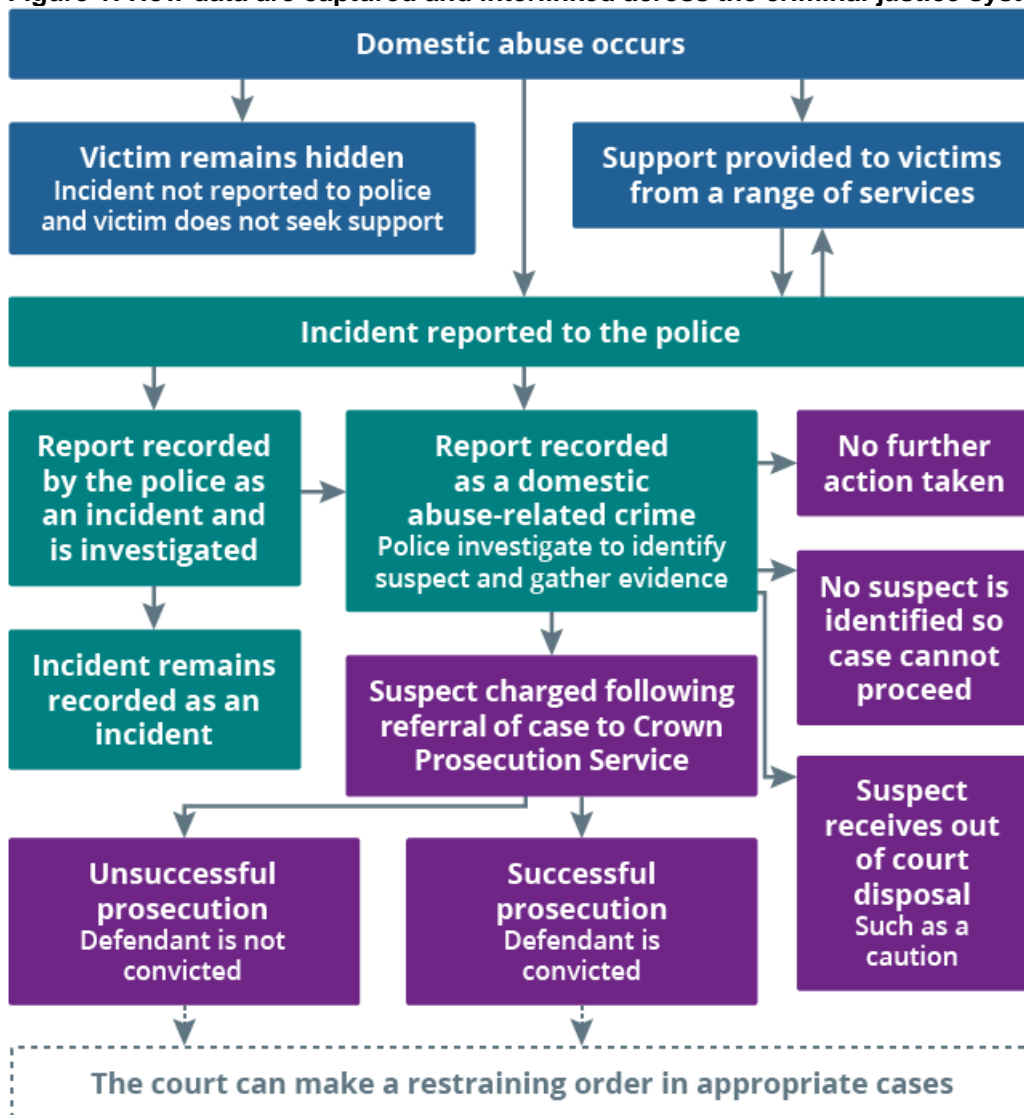 Domestic abuse occurs
Victim remains hidden
Incident not reported to police
and victim does not seek support
Support provided to victims
from a range of services
Incident reported to the police
Report recorded
by the police as
an incident and
is investigated
Report recorded
as a domestic
abuse-related crime
Police investigate to identify
suspect and gather evidence
No further
action taken
No suspect is
identified so
case cannot
proceed
Incident remains
recorded as an
incident
Suspect charged following
referral of case to Crown
Prosecution Service
Suspect
receives out
of court
disposal
Such as a
caution
Unsuccessful
prosecution
Defendant is not
convicted
Successful
prosecution
Defendant is
convicted
The court can make a restraining order in appropriate cases